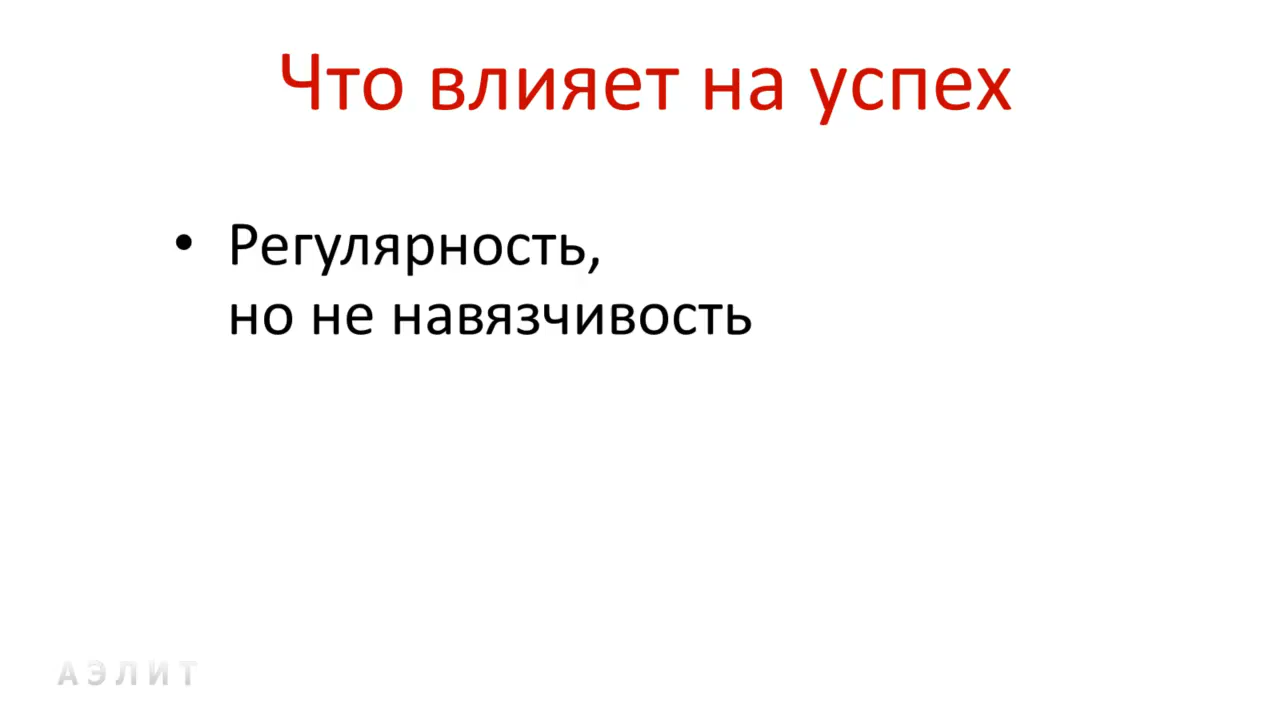 Что влияет на успех
• Регулярность,
но не навязчивость
АЭЛИТ